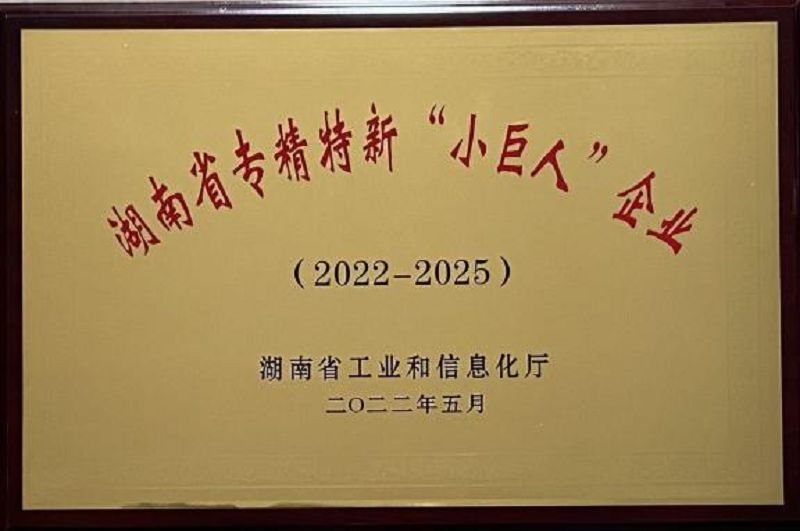 湖南省专精特新“小巨人”企业
（2022-2025）
湖南省工业和信息化厅
二〇二二年五月